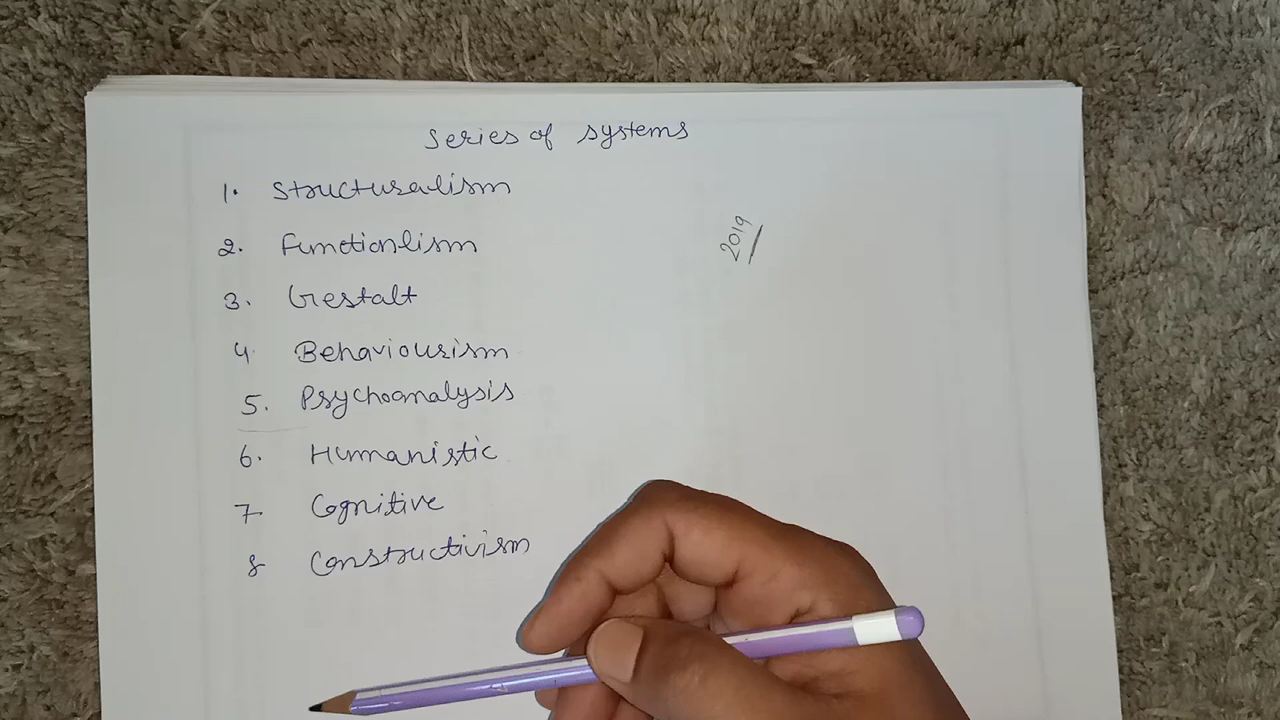 Series of systems
1. Structuralism
2019
2. Functionlism
3. Gestalt
4. Behaviourism
5. Psychoanalysis
6. Humanistic
7 Cognitive
8 Constructivism